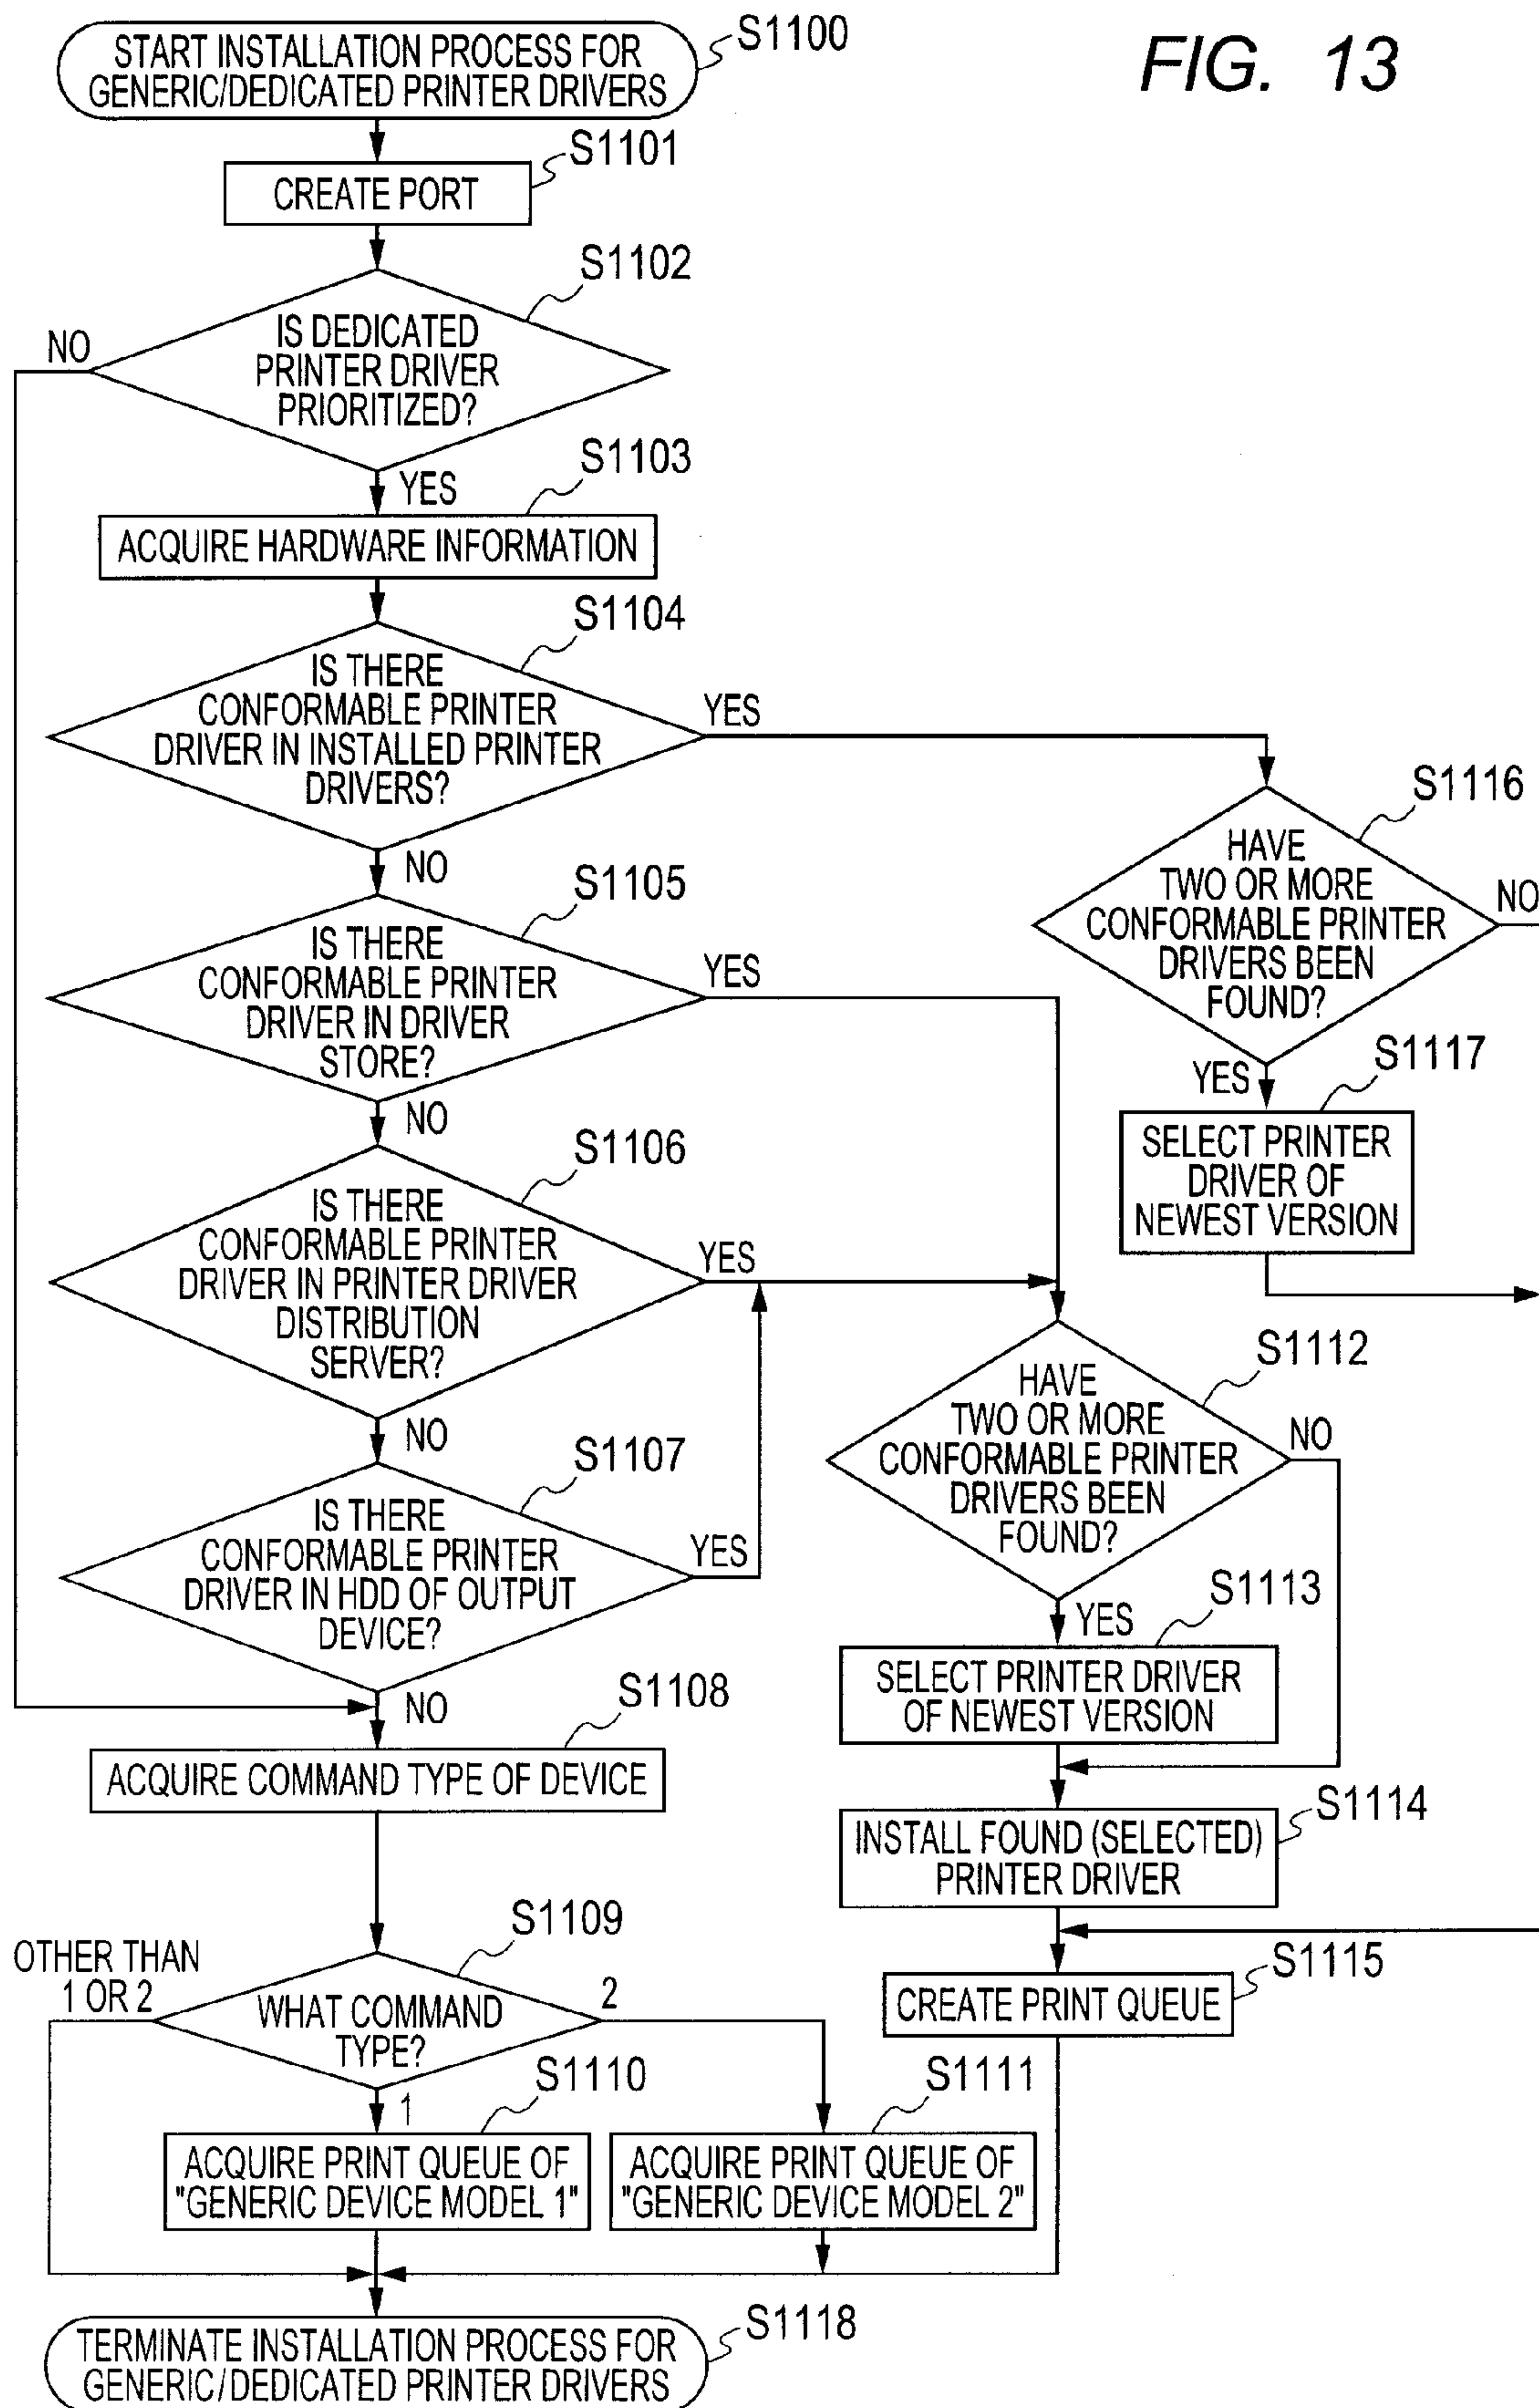 FIG. 13
START INSTALLATION PROCESS FOR
GENERIC/DEDICATED PRINTER DRIVERS
S1100
CREATE PORT
S1101
IS DEDICATED
PRINTER DRIVER
PRIORITIZED?
S1102
NO
YES
S1103
ACQUIRE HARDWARE INFORMATION
S1104
IS THERE
CONFORMABLE PRINTER
DRIVER IN INSTALLED PRINTER
DRIVERS?
YES
NO
S1105
IS THERE
CONFORMABLE PRINTER
DRIVER IN DRIVER
STORE?
YES
NO
S1106
IS THERE
CONFORMABLE PRINTER
DRIVER IN PRINTER DRIVER
DISTRIBUTION
SERVER?
YES
NO
S1107
IS THERE
CONFORMABLE PRINTER
DRIVER IN HDD OF OUTPUT
DEVICE?
YES
NO
S1108
ACQUIRE COMMAND TYPE OF DEVICE
S1109
WHAT COMMAND
TYPE?
OTHER THAN
1 OR 2
2
1
S1110
ACQUIRE PRINT QUEUE OF
"GENERIC DEVICE MODEL 1"
S1111
ACQUIRE PRINT QUEUE OF
"GENERIC DEVICE MODEL 2"
S1116
HAVE
TWO OR MORE
CONFORMABLE PRINTER
DRIVERS BEEN
FOUND?
NO
YES
S1117
SELECT PRINTER
DRIVER OF
NEWEST VERSION
S1112
HAVE
TWO OR MORE
CONFORMABLE PRINTER
DRIVERS BEEN
FOUND?
NO
YES
S1113
SELECT PRINTER DRIVER
OF NEWEST VERSION
S1114
INSTALL FOUND (SELECTED)
PRINTER DRIVER
S1115
CREATE PRINT QUEUE
S1118
TERMINATE INSTALLATION PROCESS FOR
GENERIC/DEDICATED PRINTER DRIVERS